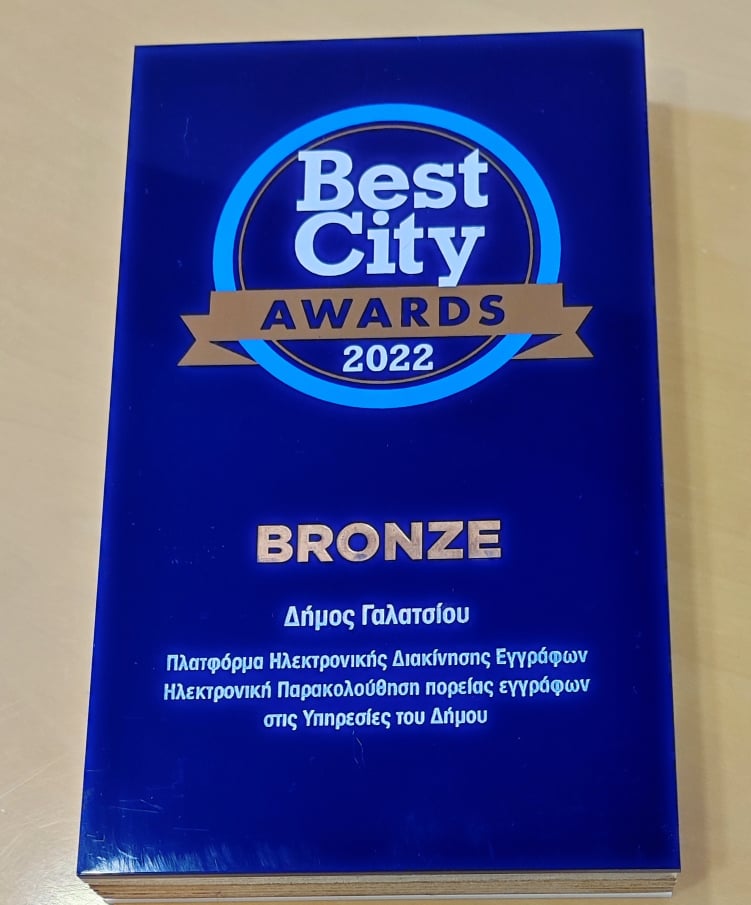 Best
City
AWARDS
2022
BRONZE
Δήμος Γαλατσίου
Πλατφόρμα Ηλεκτρονικής Διακίνησης Εγγράφων
Ηλεκτρονική Παρακολούθηση πορείας εγγράφων
στις Υπηρεσίες του Δήμου